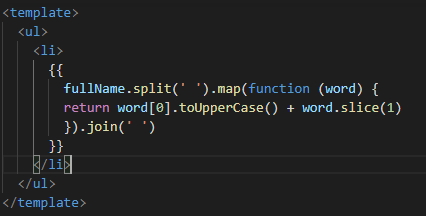 <template>
<ul>
<li>
{{
fullName.split(' ').map(function (word) {
return word[0].toUpperCase() + word.slice(1)
}).join(' ')
}}
</li>
</ul>
</template>